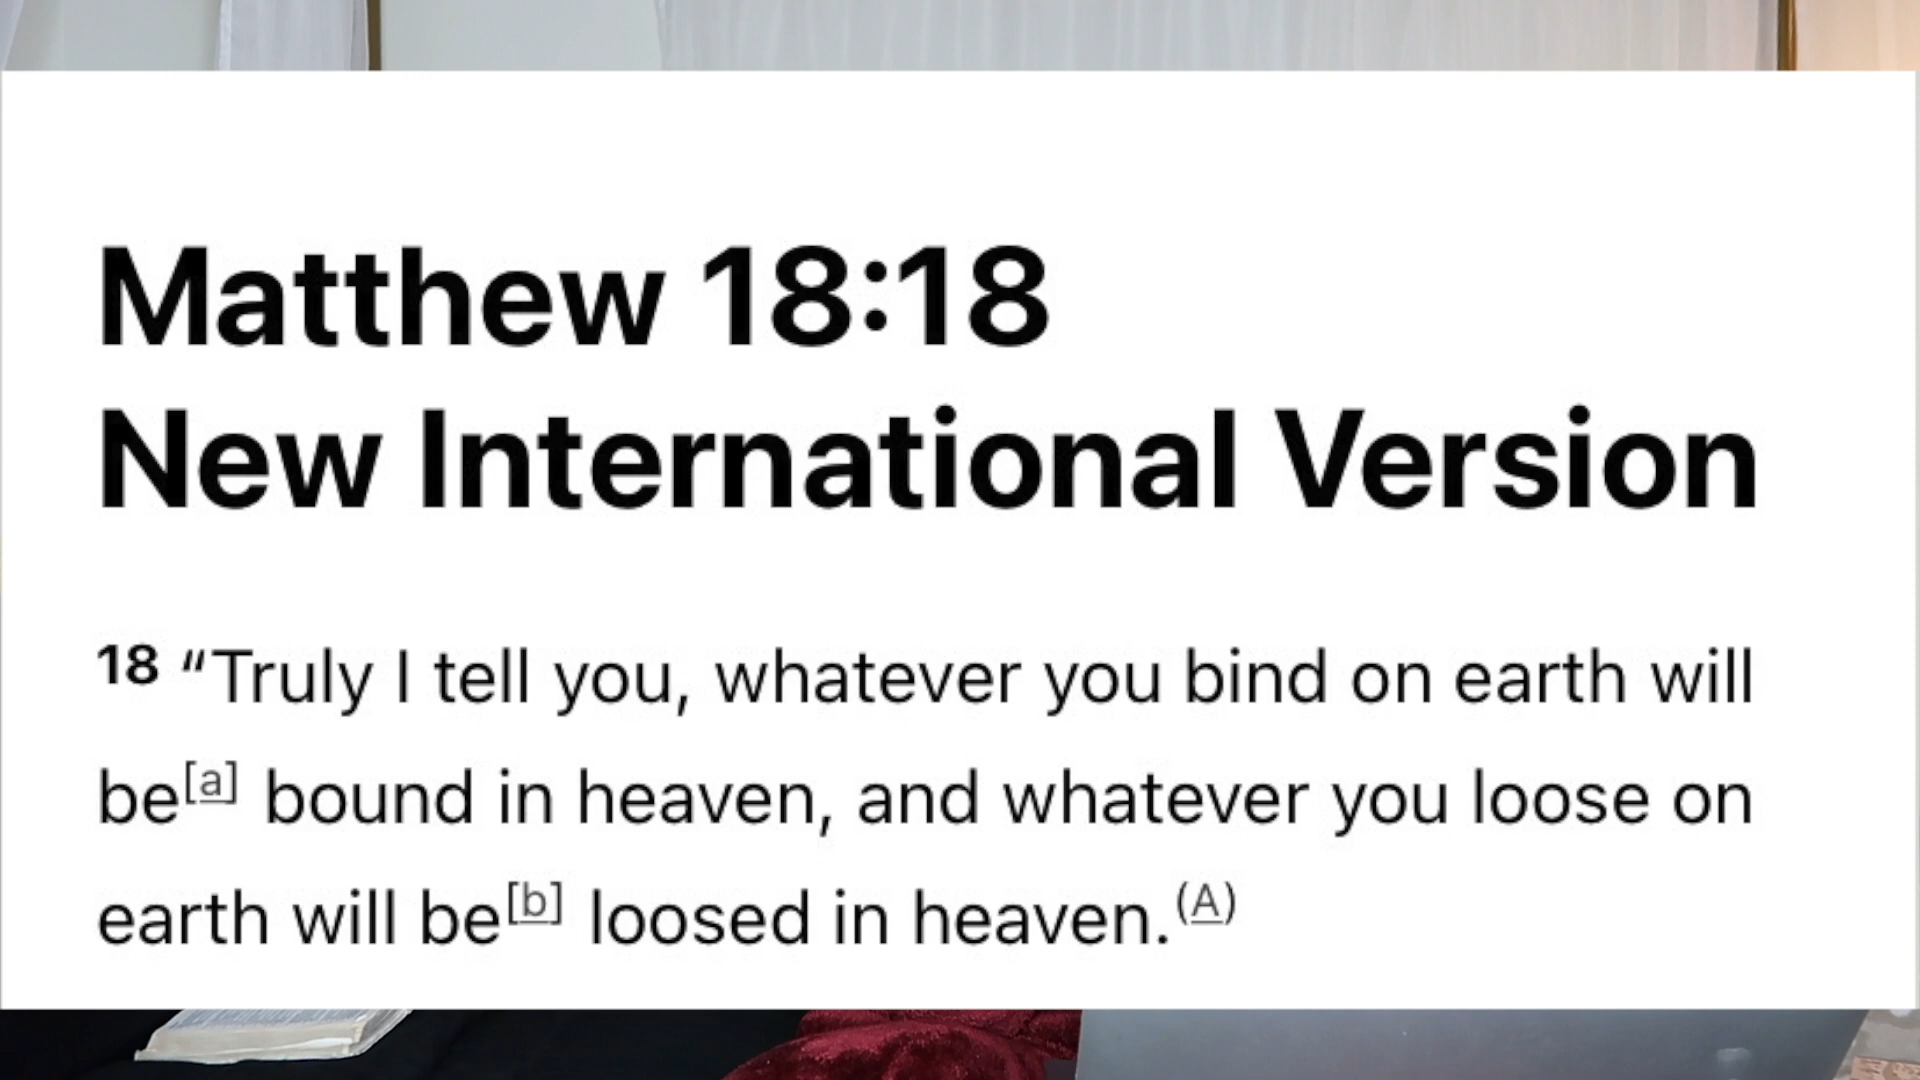 Matthew 18:18
New International Version
18 “Truly I tell you, whatever you bind on earth will
be[a] bound in heaven, and whatever you loose on
earth will be[b] loosed in heaven.(A)